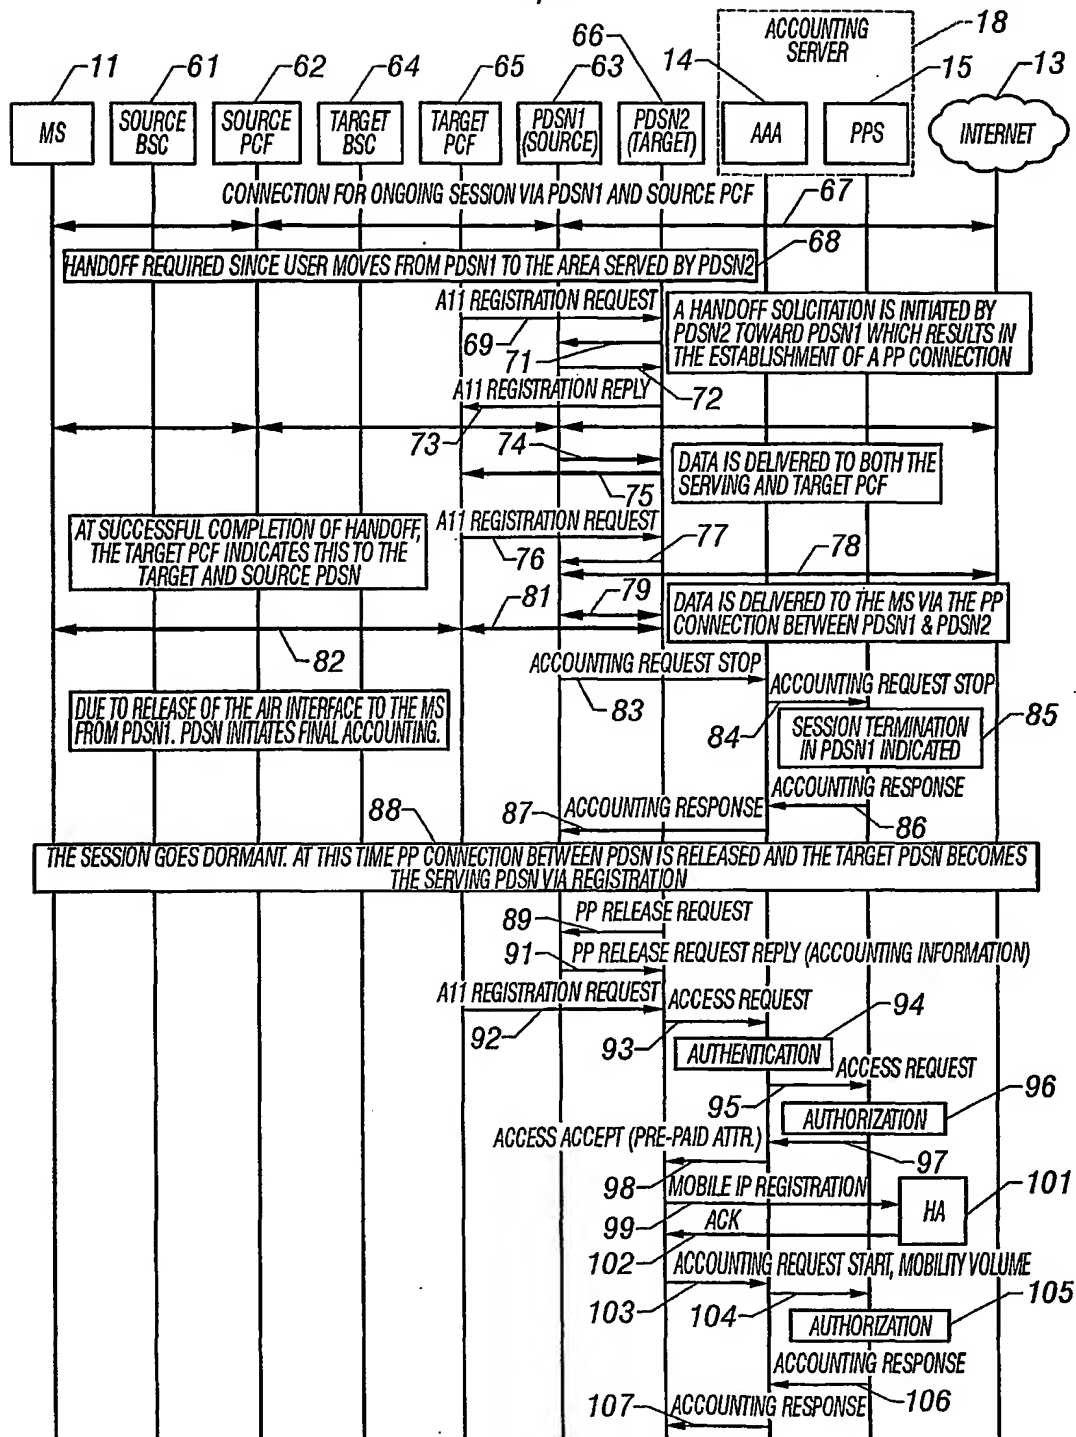 ACCOUNTING
SERVER
18
66
11
61
62
64
65
63
14
15
13
MS
SOURCE
BSC
SOURCE
PCF
TARGET
BSC
TARGET
PCF
PDSN1
(SOURCE)
PDSN2
(TARGET)
AAA
PPS
INTERNET
CONNECTION FOR ONGOING SESSION VIA PDSN1 AND SOURCE PCF
67
HANDOFF REQUIRED SINCE USER MOVES FROM PDSN1 TO THE AREA SERVED BY PDSN2
68
A11 REGISTRATION REQUEST
69
71
72
A HANDOFF SOLICITATION IS INITIATED BY
PDSN2 TOWARD PDSN1 WHICH RESULTS IN
THE ESTABLISHMENT OF A PP CONNECTION
A11 REGISTRATION REPLY
73
74
75
DATA IS DELIVERED TO BOTH THE
SERVING AND TARGET PCF
AT SUCCESSFUL COMPLETION OF HANDOFF,
THE TARGET PCF INDICATES THIS TO THE
TARGET AND SOURCE PDSN
A11 REGISTRATION REQUEST
76
77
78
79
81
82
DATA IS DELIVERED TO THE MS VIA THE PP
CONNECTION BETWEEN PDSN1 & PDSN2
ACCOUNTING REQUEST STOP
83
ACCOUNTING REQUEST STOP
84
DUE TO RELEASE OF THE AIR INTERFACE TO THE MS
FROM PDSN1. PDSN INITIATES FINAL ACCOUNTING.
SESSION TERMINATION
IN PDSN1 INDICATED
85
ACCOUNTING RESPONSE
86
ACCOUNTING RESPONSE
87
88
THE SESSION GOES DORMANT. AT THIS TIME PP CONNECTION BETWEEN PDSN IS RELEASED AND THE TARGET PDSN BECOMES
THE SERVING PDSN VIA REGISTRATION
PP RELEASE REQUEST
89
PP RELEASE REQUEST REPLY (ACCOUNTING INFORMATION)
91
A11 REGISTRATION REQUEST
92
ACCESS REQUEST
93
AUTHENTICATION
94
ACCESS REQUEST
95
AUTHORIZATION
96
97
ACCESS ACCEPT (PRE-PAID ATTR.)
98
MOBILE IP REGISTRATION
99
HA
101
ACK
102
ACCOUNTING REQUEST START, MOBILITY VOLUME
103
104
AUTHORIZATION
105
ACCOUNTING RESPONSE
106
ACCOUNTING RESPONSE
107